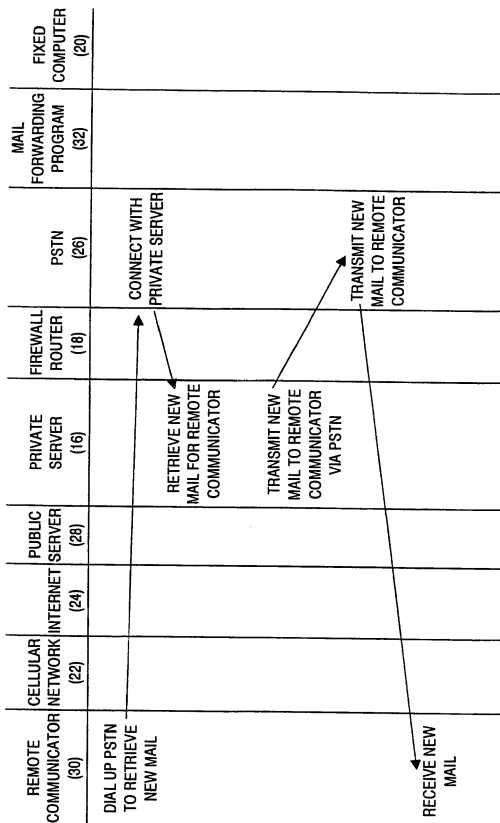 REMOTE
COMMUNICATOR
(30)
CELLULAR
NETWORK
(22)
INTERNET
(24)
PUBLIC
SERVER
(28)
PRIVATE
SERVER
(16)
FIREWALL
ROUTER
(18)
PSTN
(26)
MAIL
FORWARDING
PROGRAM
(32)
FIXED
COMPUTER
(20)
DIAL UP PSTN
TO RETRIEVE
NEW MAIL
CONNECT WITH
PRIVATE SERVER
RETRIEVE NEW
MAIL FOR REMOTE
COMMUNICATOR
TRANSMIT NEW
MAIL TO REMOTE
COMMUNICATOR
VIA PSTN
TRANSMIT NEW
MAIL TO REMOTE
COMMUNICATOR
RECEIVE NEW
MAIL